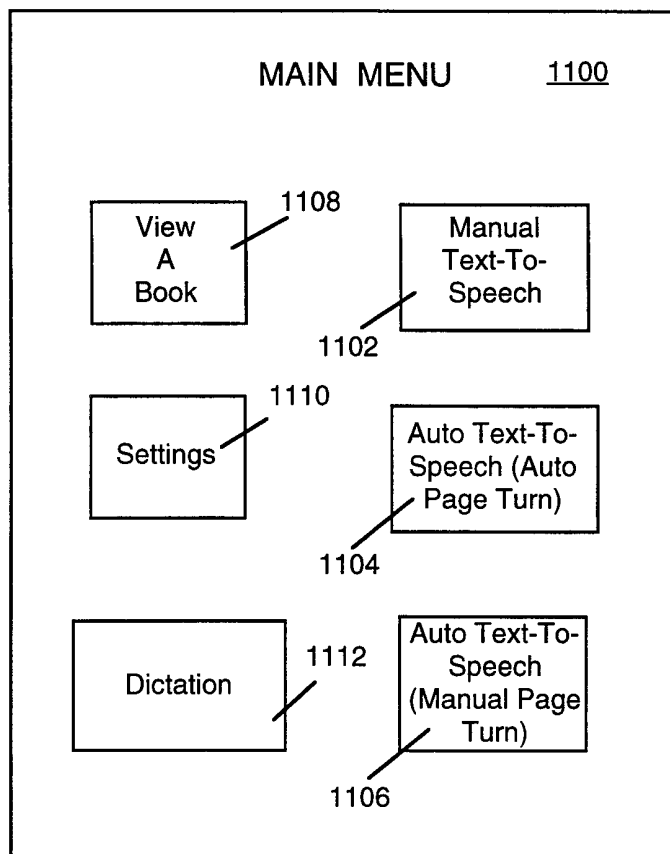 MAIN MENU 1100
View
A
Book
1108
Manual
Text-To-
Speech
1102
Settings
1110
Auto Text-To-
Speech (Auto
Page Turn)
1104
Dictation
1112
Auto Text-To-
Speech
(Manual Page
Turn)
1106